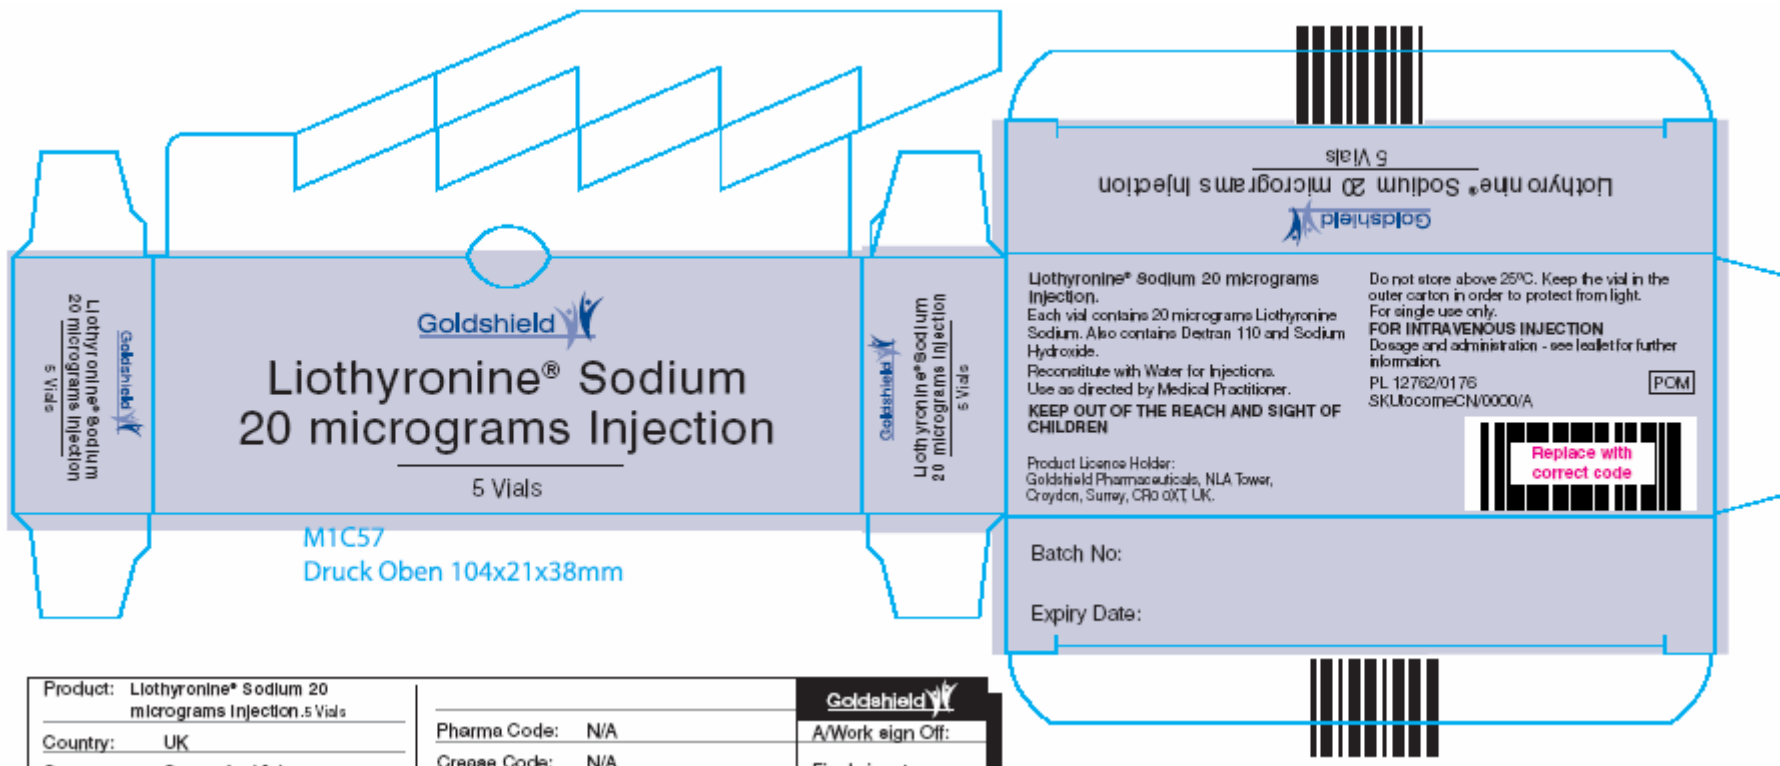 5 Vials
Liothyronine® Sodium 20 micrograms Injection
Goldshield
Liothyronine® Sodium
20 micrograms Injection
5 Vials
Goldshield
Goldshield
Liothyronine® Sodium
20 micrograms Injection
5 Vials
Goldshield
Liothyronine® Sodium
20 micrograms Injection
5 Vials
Liothyronine® Sodium 20 micrograms
Injection.
Each vial contains 20 micrograms Liothyronine
Sodium. Also contains Dextran 110 and Sodium
Hydroxide.
Reconstitute with Water for Injections.
Use as directed by Medical Practitioner.
KEEP OUT OF THE REACH AND SIGHT OF
CHILDREN
Product Licence Holder:
Goldshield Pharmaceuticals, NLA Tower,
Croydon, Surrey, CR0 0XT, UK.
Do not store above 25ºC. Keep the vial in the
outer carton in order to protect from light.
For single use only.
FOR INTRAVENOUS INJECTION
Dosage and administration - see leaflet for further
information.
PL 12762/0176
SKUtocomeCN/0000/A
POM
Replace with
correct code
Batch No:
Expiry Date:
M1C57
Druck Oben 104x21x38mm
Product: Liothyronine® Sodium 20
micrograms Injection.5 Vials
Country: UK
Pharma Code: N/A
Crease Code: N/A
Goldshield
A/Work sign Off: